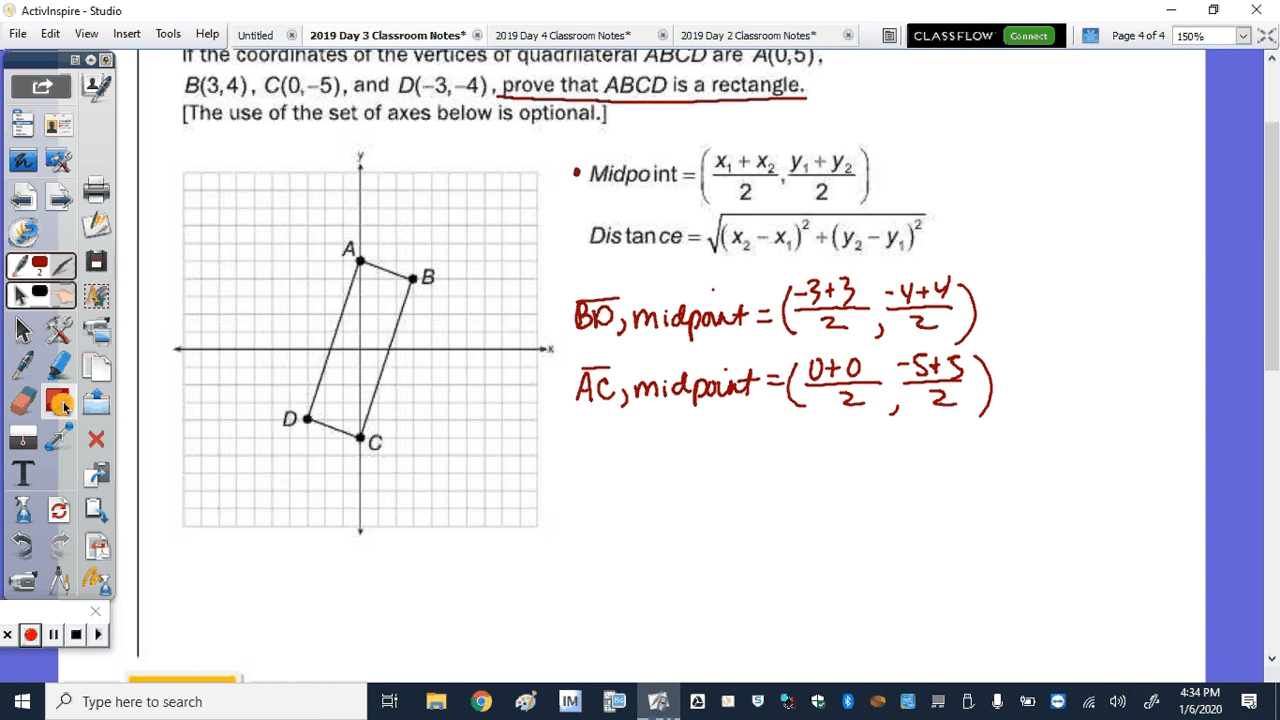 ActivInspire - Studio
File Edit View Insert Tools Help Untitled 2019 Day 3 Classroom Notes* 2019 Day 4 Classroom Notes* 2019 Day 2 Classroom Notes* CLASSFLOW Connect Page 4 of 4 150%
If the coordinates of the vertices of quadrilateral ABCD are A(0,5),
B(3,4), C(0,−5), and D(−3,−4), prove that ABCD is a rectangle.
[The use of the set of axes below is optional.]
Midpoint = ( (x₁ + x₂)/2 , (y₁ + y₂)/2 )
Distance = √(( x₂ − x₁ )² + ( y₂ − y₁ )²)
BD, midpoint = ( (-3+3)/2 , (-4+4)/2 )
AC, midpoint = ( (0+0)/2 , (-5+5)/2 )
y
A
B
x
D
C
2
T
Type here to search
IM
4:34 PM
1/6/2020